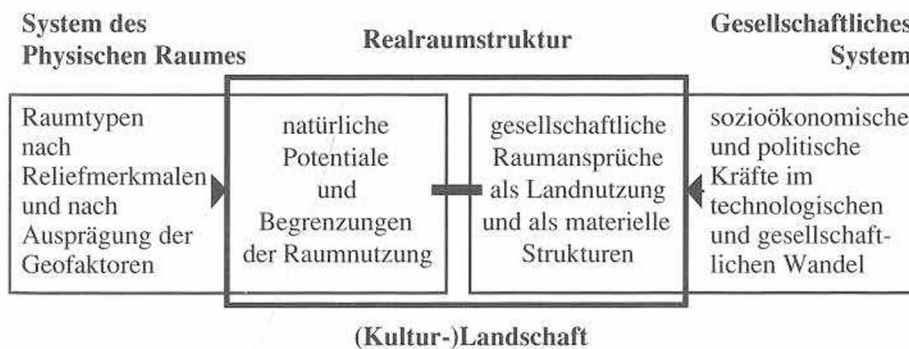 System des
Physischen Raumes
Realraumstruktur
Gesellschaftliches
System
Raumtypen
nach
Reliefmerkmalen
und nach
Ausprägung der
Geofaktoren
natürliche
Potentiale
und
Begrenzungen
der Raumnutzung
gesellschaftliche
Raumansprüche
als Landnutzung
und als materielle
Strukturen
sozioökonomische
und politische
Kräfte im
technologischen
und gesellschaft-
lichen Wandel
(Kultur-)Landschaft